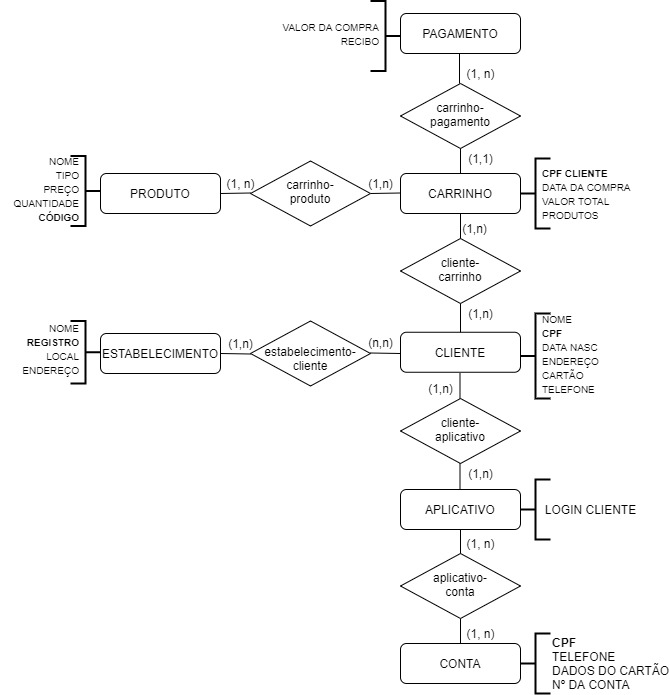 VALOR DA COMPRA
RECIBO
PAGAMENTO
(1, n)
carrinho-
pagamento
(1,1)
NOME
TIPO
PREÇO
QUANTIDADE
CÓDIGO
PRODUTO
(1, n)
carrinho-
produto
(1,n)
CARRINHO
CPF CLIENTE
DATA DA COMPRA
VALOR TOTAL
PRODUTOS
(1,n)
cliente-
carrinho
(1,n)
NOME
REGISTRO
LOCAL
ENDEREÇO
ESTABELECIMENTO
(1,n)
estabelecimento-
cliente
(n,n)
CLIENTE
NOME
CPF
DATA NASC
ENDEREÇO
CARTÃO
TELEFONE
(1,n)
cliente-
aplicativo
(1,n)
APLICATIVO
LOGIN CLIENTE
(1, n)
aplicativo-
conta
(1, n)
CONTA
CPF
TELEFONE
DADOS DO CARTÃO
Nº DA CONTA